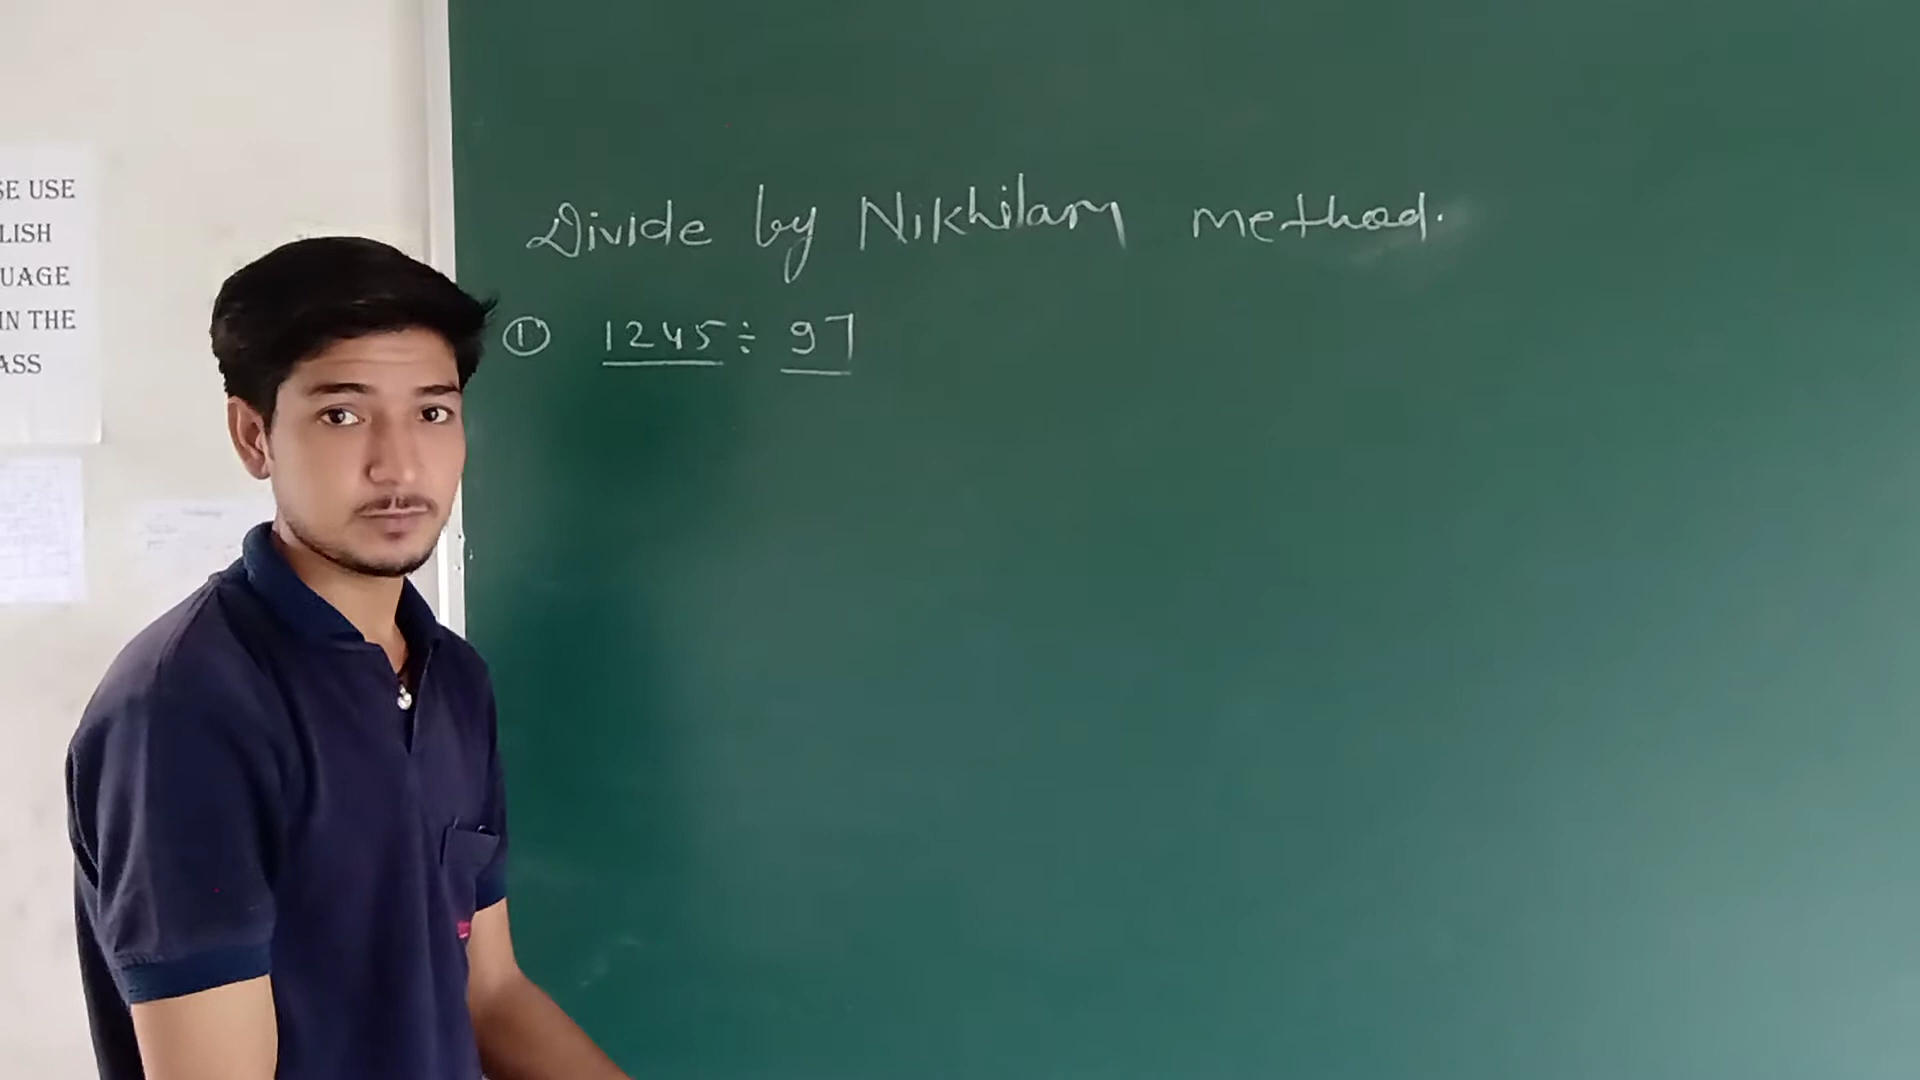 SE USE
LISH
UAGE
IN THE
ASS
Divide by Nikhilam method.
① 1245 ÷ 97